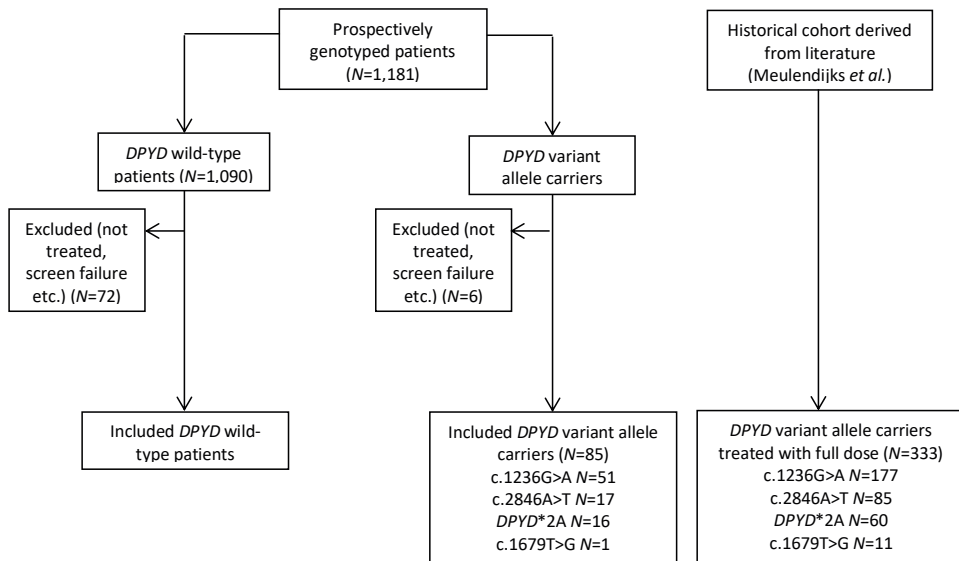 Prospectively
genotyped patients
(N=1,181)
Historical cohort derived
from literature
(Meulendijks et al.)
DPYD wild-type
patients (N=1,090)
DPYD variant
allele carriers
Excluded (not
treated,
screen failure
etc.) (N=72)
Excluded (not
treated,
screen failure
etc.) (N=6)
Included DPYD wild-
type patients
Included DPYD variant allele
carriers (N=85)
c.1236G>A N=51
c.2846A>T N=17
DPYD*2A N=16
c.1679T>G N=1
DPYD variant allele carriers
treated with full dose (N=333)
c.1236G>A N=177
c.2846A>T N=85
DPYD*2A N=60
c.1679T>G N=11